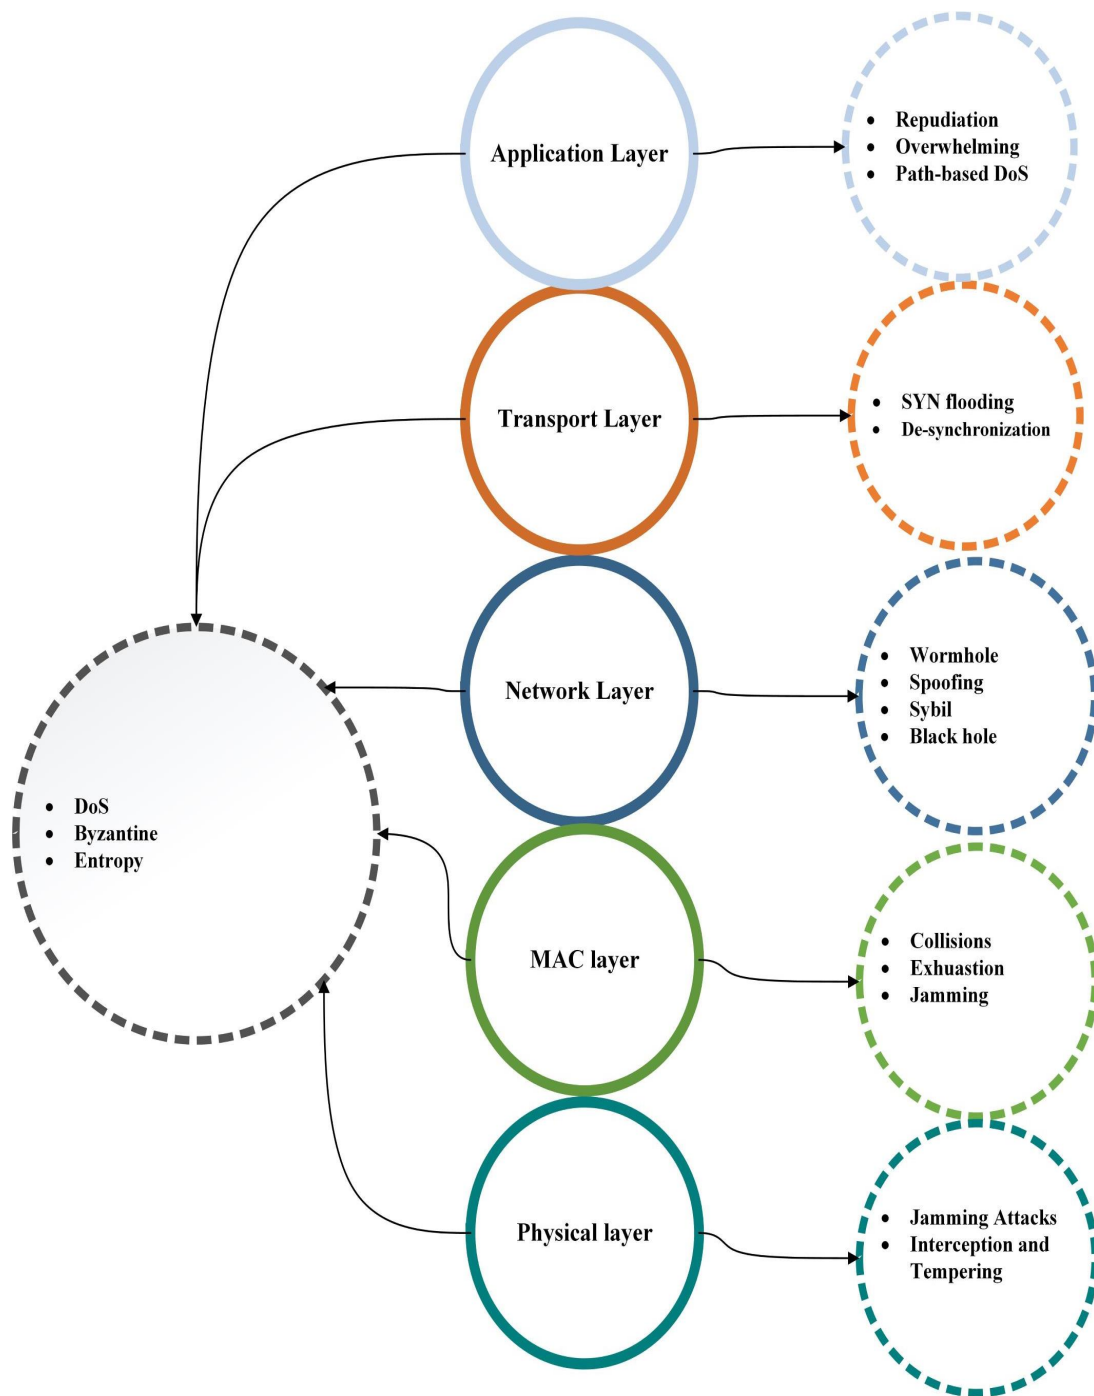 Application Layer
• Repudiation
• Overwhelming
• Path-based DoS
Transport Layer
• SYN flooding
• De-synchronization
Network Layer
• Wormhole
• Spoofing
• Sybil
• Black hole
• DoS
• Byzantine
• Entropy
MAC layer
• Collisions
• Exhuastion
• Jamming
Physical layer
• Jamming Attacks
• Interception and
Tempering